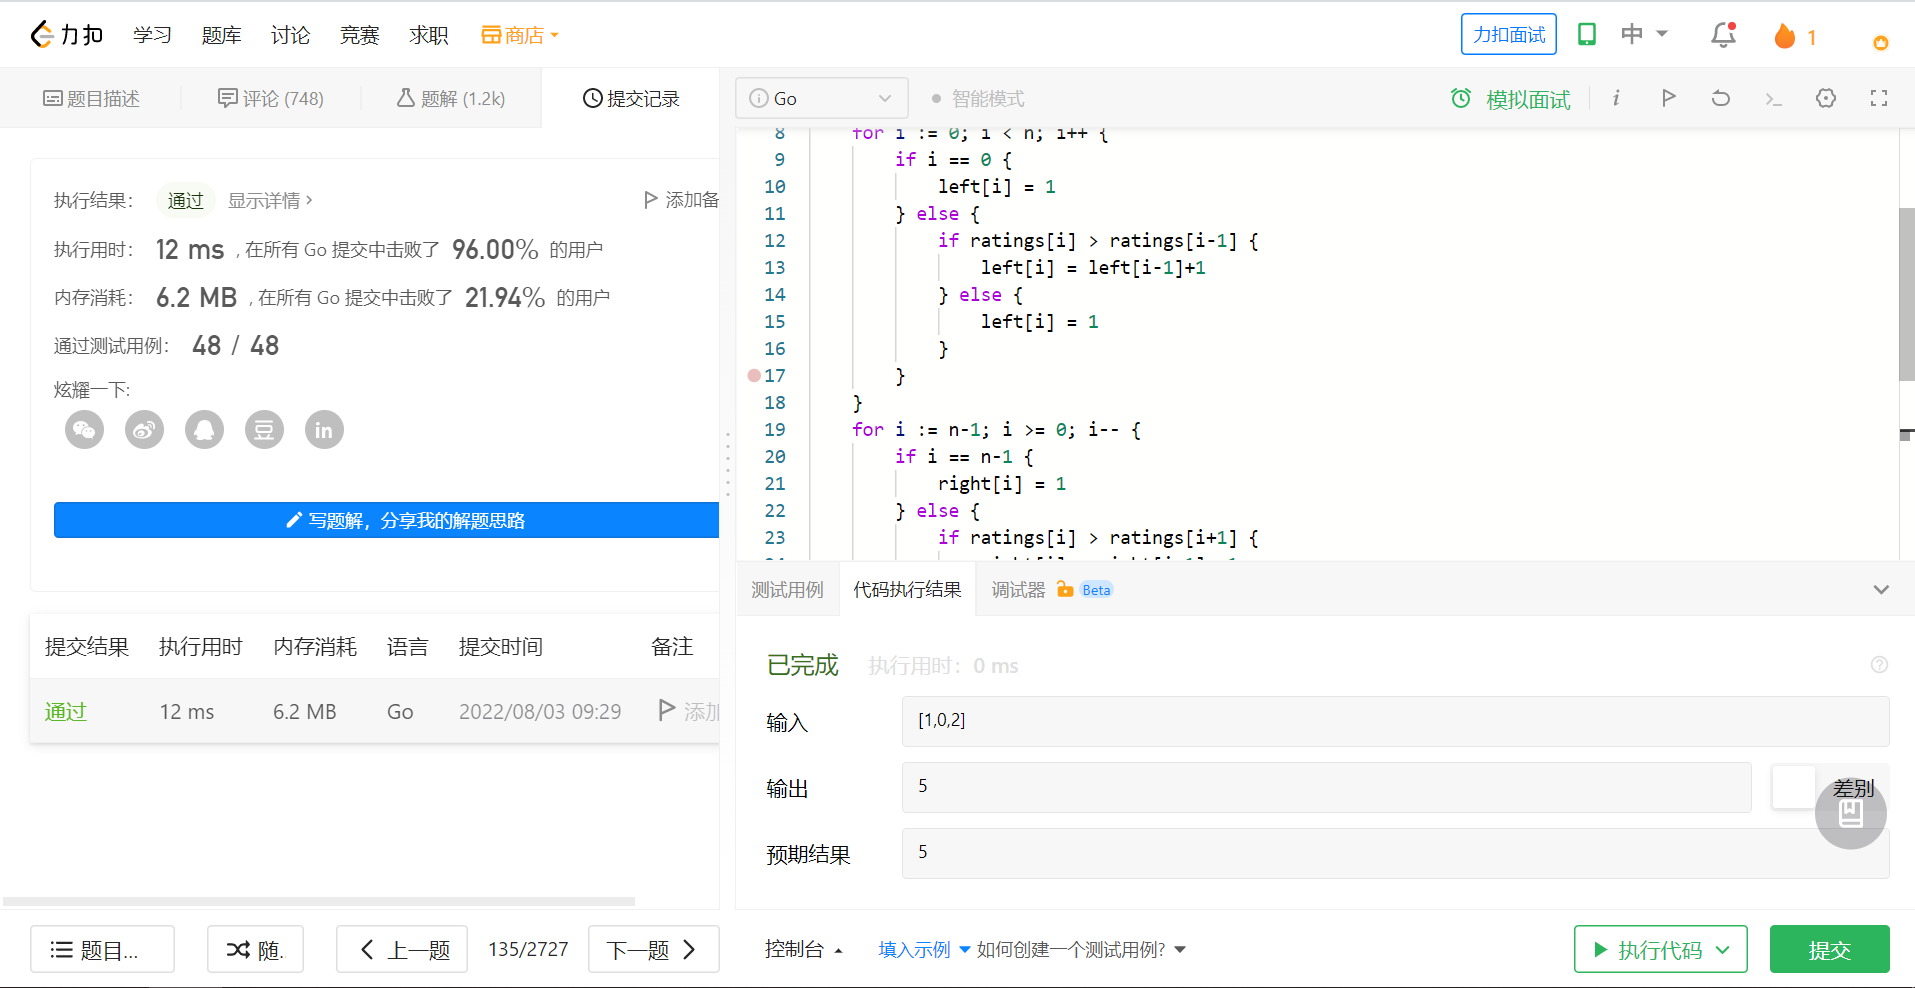 力扣 学习 题库 讨论 竞赛 求职 商店 力扣面试 中 1
题目描述 评论 (748) 题解 (1.2k) 提交记录
执行结果： 通过 显示详情 › 添加备
执行用时： 12 ms , 在所有 Go 提交中击败了 96.00% 的用户
内存消耗： 6.2 MB , 在所有 Go 提交中击败了 21.94% 的用户
通过测试用例： 48 / 48
炫耀一下:
豆 in
写题解，分享我的解题思路
提交结果 执行用时 内存消耗 语言 提交时间 备注
通过 12 ms 6.2 MB Go 2022/08/03 09:29 添加
题目... 随. 上一题 135/2727 下一题
Go 智能模式 模拟面试 i
8 for i := 0; i < n; i++ {
9 if i == 0 {
10 left[i] = 1
11 } else {
12 if ratings[i] > ratings[i-1] {
13 left[i] = left[i-1]+1
14 } else {
15 left[i] = 1
16 }
17 }
18 }
19 for i := n-1; i >= 0; i-- {
20 if i == n-1 {
21 right[i] = 1
22 } else {
23 if ratings[i] > ratings[i+1] {
测试用例 代码执行结果 调试器 Beta
已完成 执行用时：0 ms
输入 [1,0,2]
输出 5 差别
预期结果 5
控制台 填入示例 如何创建一个测试用例? 执行代码 提交